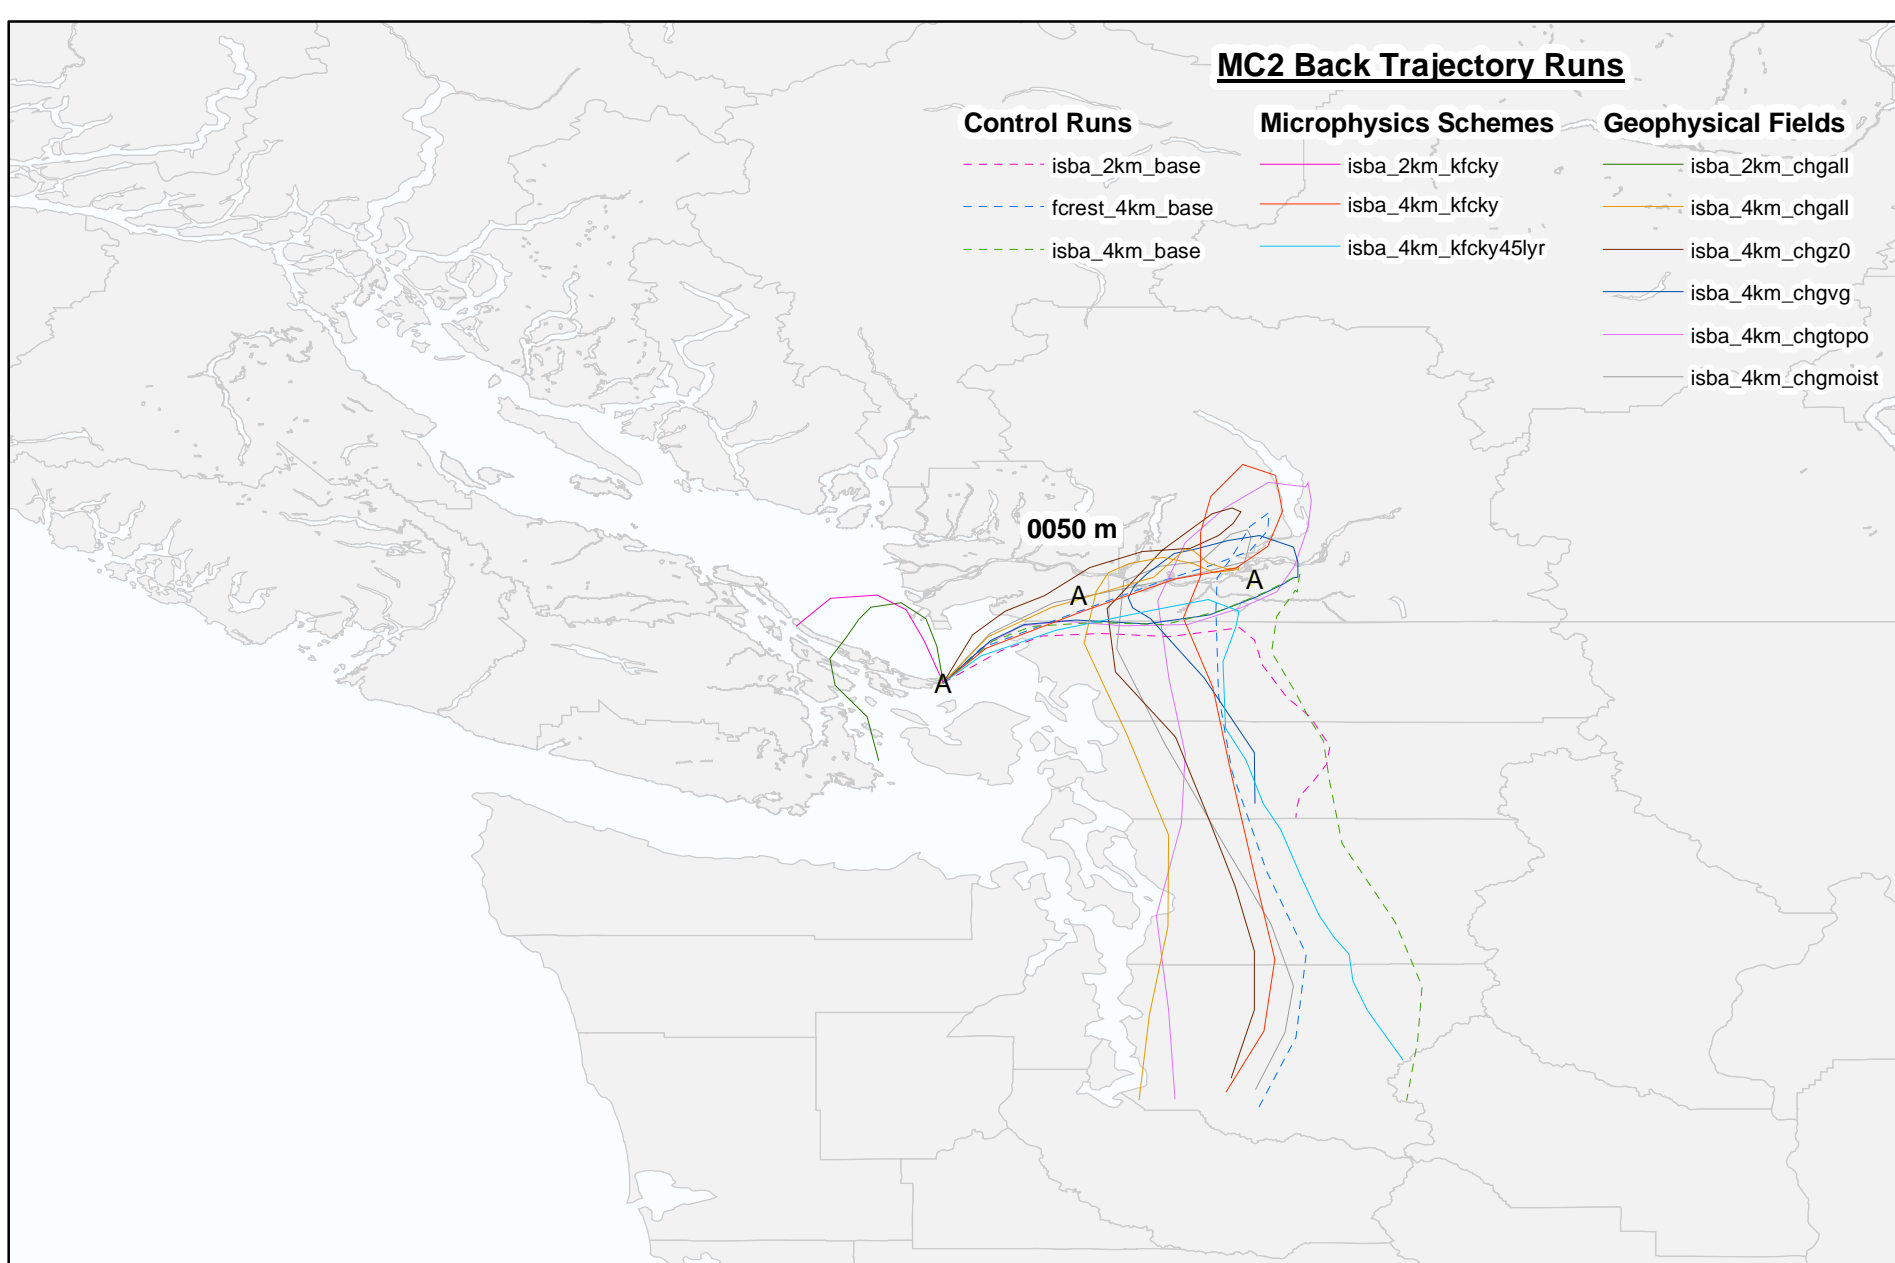 MC2 Back Trajectory Runs
Control Runs
isba_2km_base
fcrest_4km_base
isba_4km_base
Microphysics Schemes
isba_2km_kfcky
isba_4km_kfcky
isba_4km_kfcky45lyr
Geophysical Fields
isba_2km_chgall
isba_4km_chgall
isba_4km_chgz0
isba_4km_chgvg
isba_4km_chgtopo
isba_4km_chgmoist
0050 m
A
A
A